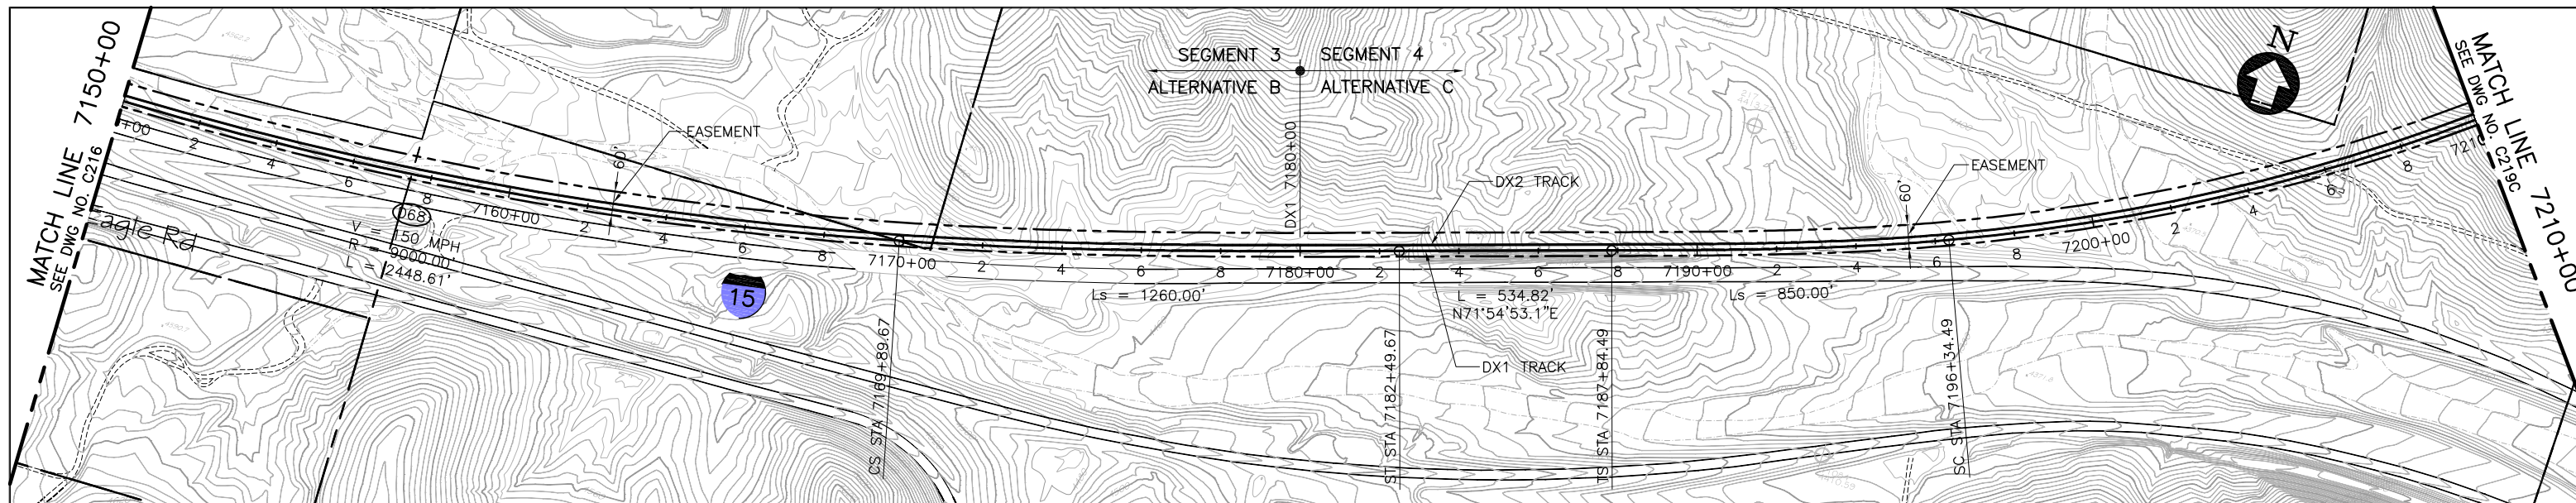 MATCH LINE 7150+00
SEE DWG NO. C216
Eagle Rd
+00
2
4
6
8
7160+00
2
4
6
8
7170+00
2
4
6
8
7180+00
2
4
6
8
7190+00
2
4
6
8
7200+00
2
4
6
8
068
V = 150 MPH
R = 9000.00'
L = 2448.61'
60'
EASEMENT
15
CS STA 7169+89.67
SEGMENT 3
SEGMENT 4
ALTERNATIVE B
ALTERNATIVE C
DX1 7180+00
Ls = 1260.00'
ST STA 7182+49.67
DX2 TRACK
L = 534.82'
N71°54'53.1"E
DX1 TRACK
TS STA 7187+84.49
Ls = 850.00'
60'
EASEMENT
SC STA 7196+34.49
N
MATCH LINE 7210+00
SEE DWG NO. C219C